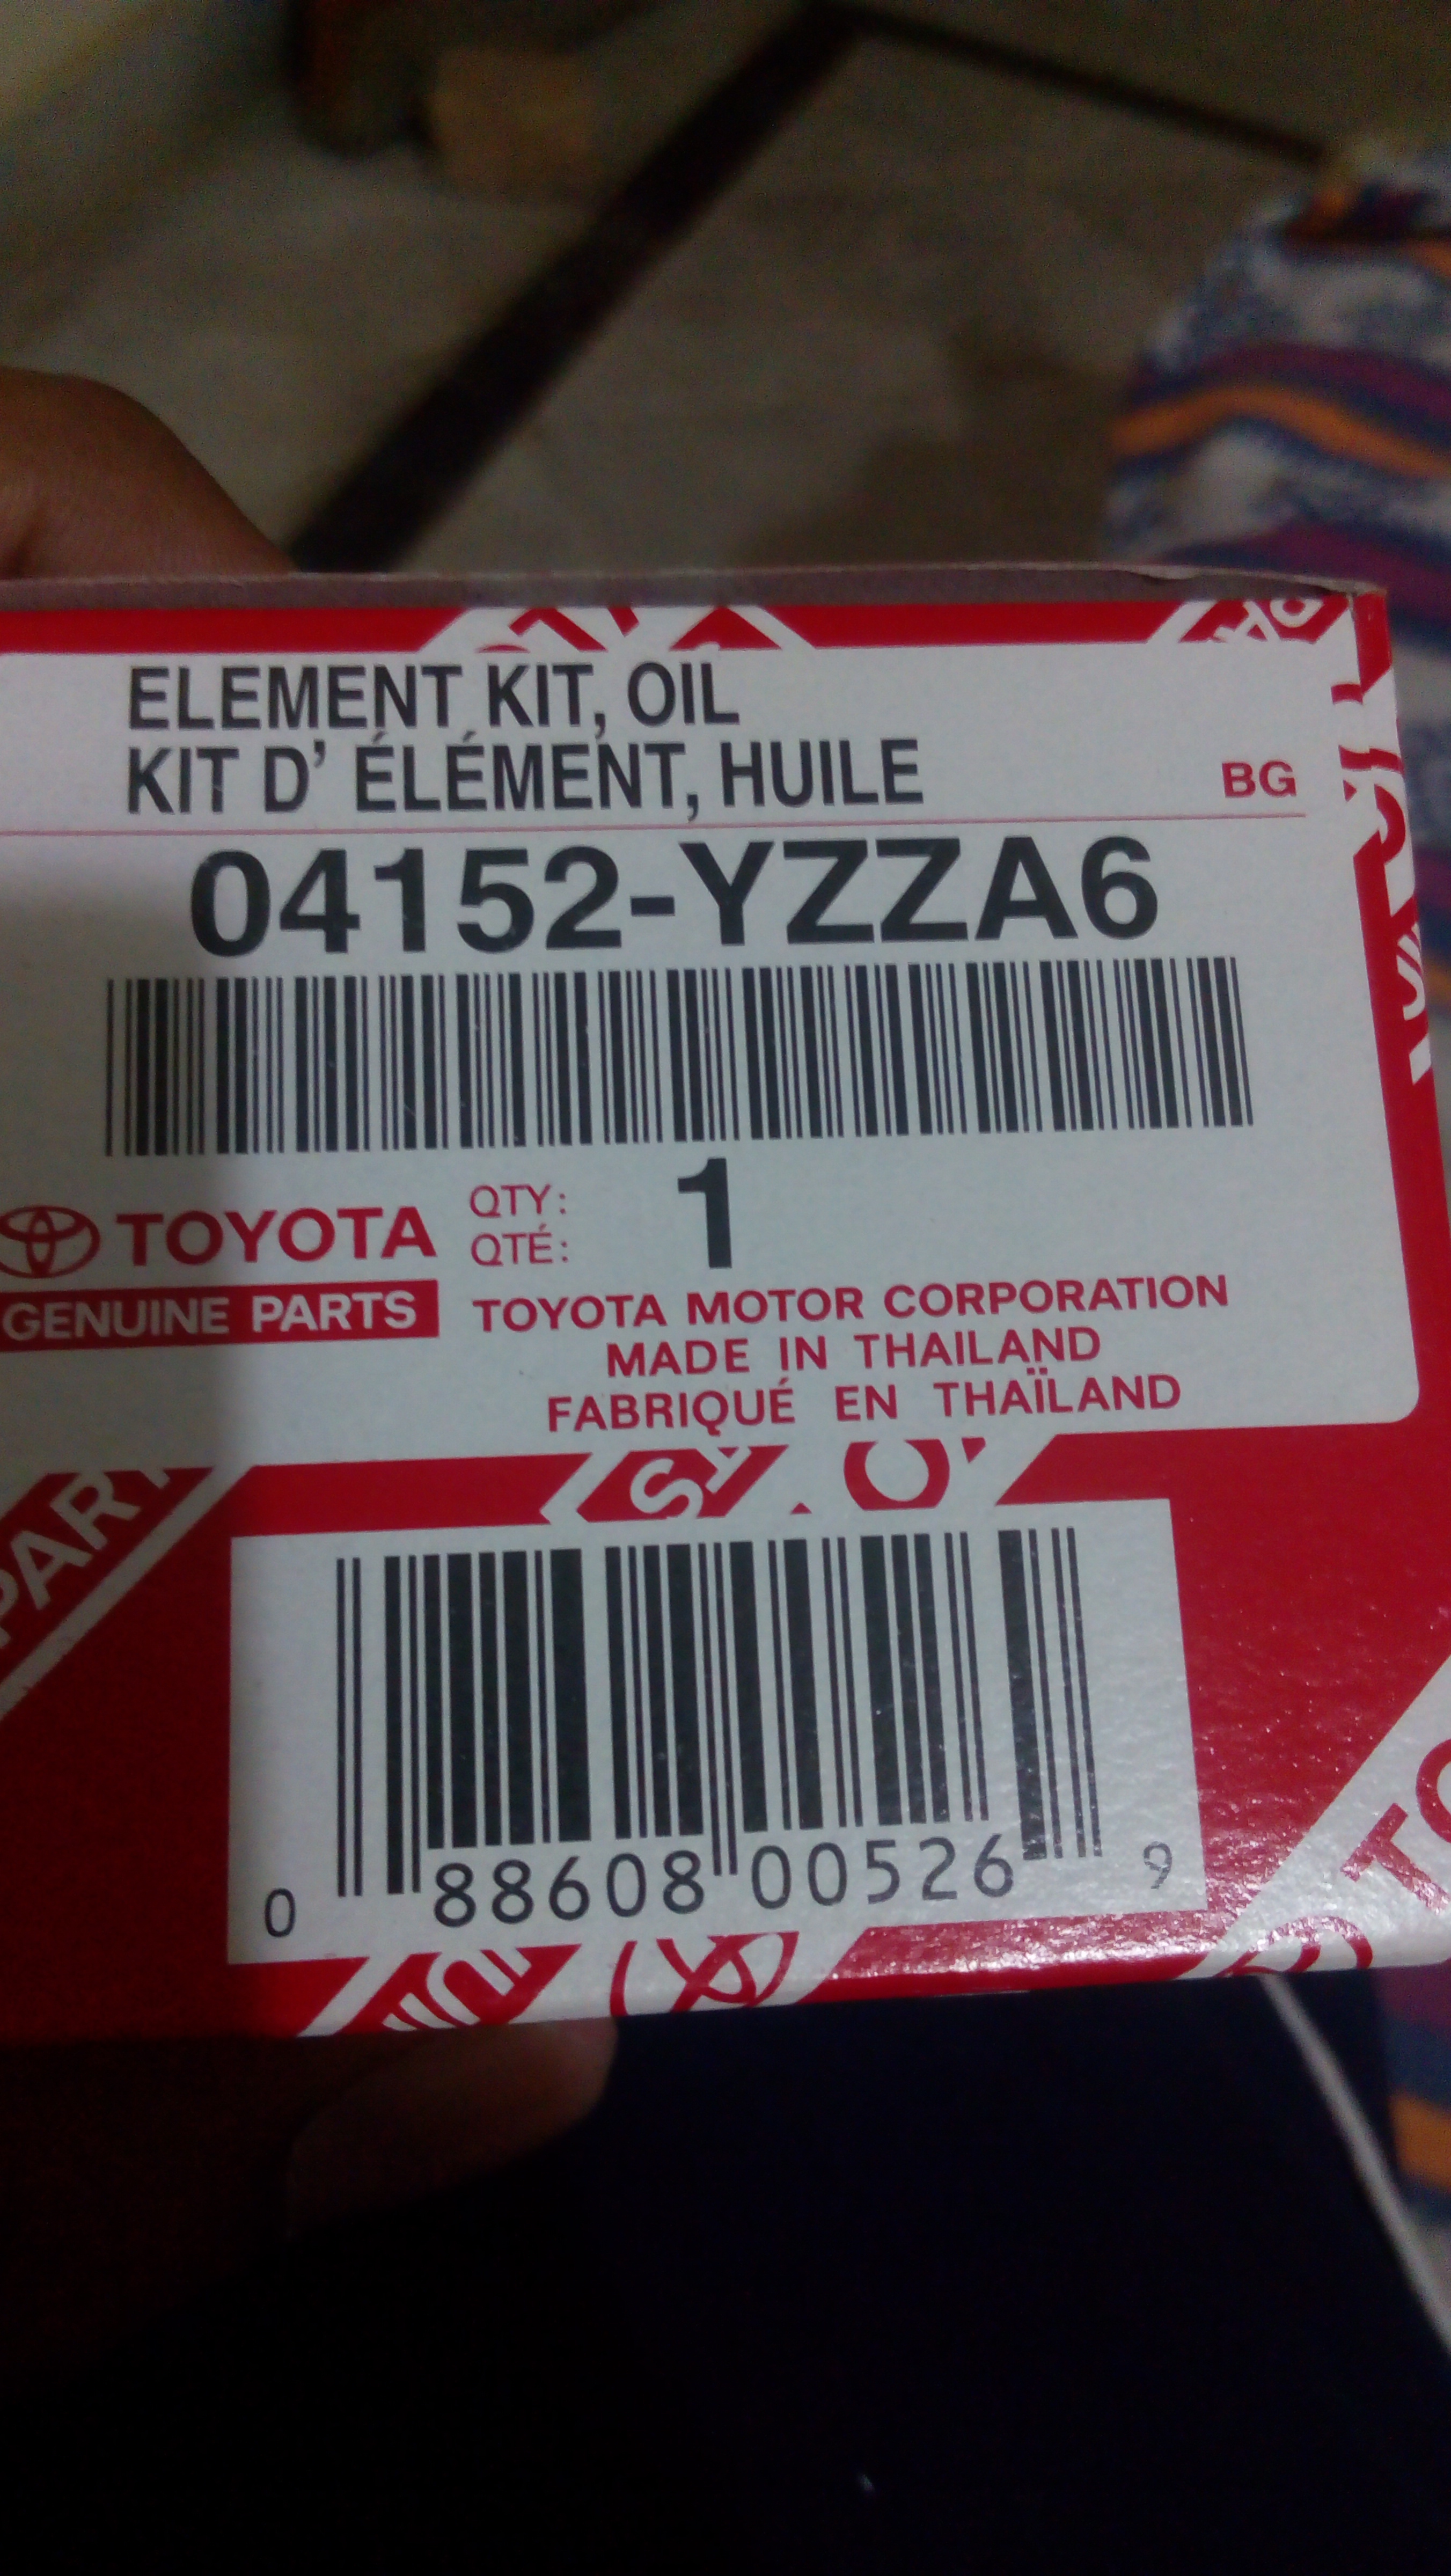 ELEMENT KIT, OIL
KIT D' ÉLÉMENT, HUILE
BG
04152-YZZA6
TOYOTA
GENUINE PARTS
QTY:
QTÉ:
1
TOYOTA MOTOR CORPORATION
MADE IN THAILAND
FABRIQUÉ EN THAÏLAND
0 88608 00526 9